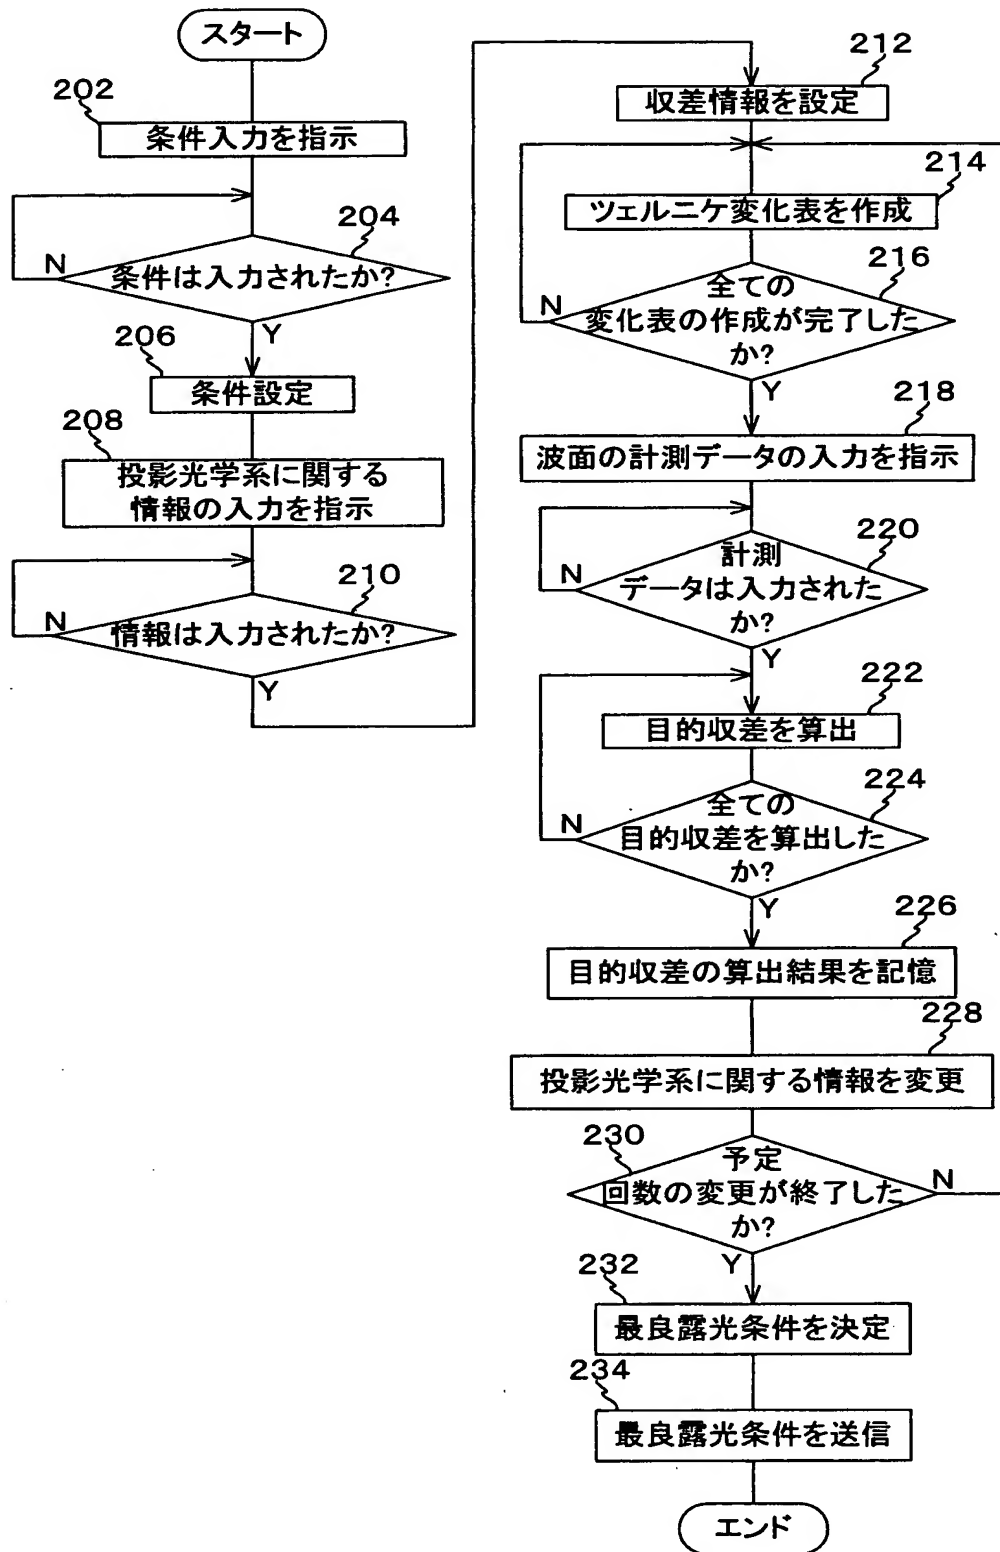 スタート
202
条件入力を指示
204
条件は入力されたか?
N
Y
206
条件設定
208
投影光学系に関する
情報の入力を指示
210
情報は入力されたか?
N
Y
212
収差情報を設定
214
ツェルニケ変化表を作成
216
全ての
変化表の作成が完了した
か?
N
Y
218
波面の計測データの入力を指示
220
計測
データは入力された
か?
N
Y
222
目的収差を算出
224
全ての
目的収差を算出した
か?
N
Y
226
目的収差の算出結果を記憶
228
投影光学系に関する情報を変更
230
予定
回数の変更が終了した
か?
N
Y
232
最良露光条件を決定
234
最良露光条件を送信
エンド